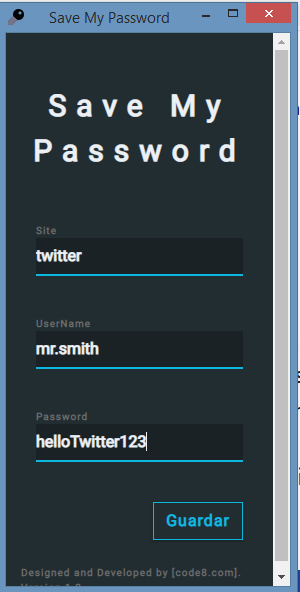 Save My Password
Save My
Password
Site
twitter
UserName
mr.smith
Password
helloTwitter123
Guardar
Designed and Developed by [code8.com].